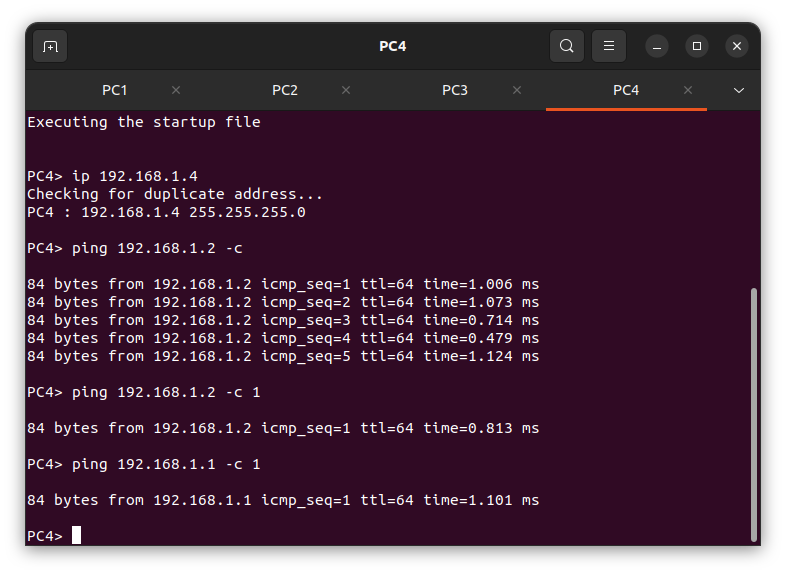 PC4
PC1
PC2
PC3
PC4
Executing the startup file
PC4> ip 192.168.1.4
Checking for duplicate address...
PC4 : 192.168.1.4 255.255.255.0
PC4> ping 192.168.1.2 -c
84 bytes from 192.168.1.2 icmp_seq=1 ttl=64 time=1.006 ms
84 bytes from 192.168.1.2 icmp_seq=2 ttl=64 time=1.073 ms
84 bytes from 192.168.1.2 icmp_seq=3 ttl=64 time=0.714 ms
84 bytes from 192.168.1.2 icmp_seq=4 ttl=64 time=0.479 ms
84 bytes from 192.168.1.2 icmp_seq=5 ttl=64 time=1.124 ms
PC4> ping 192.168.1.2 -c 1
84 bytes from 192.168.1.2 icmp_seq=1 ttl=64 time=0.813 ms
PC4> ping 192.168.1.1 -c 1
84 bytes from 192.168.1.1 icmp_seq=1 ttl=64 time=1.101 ms
PC4>